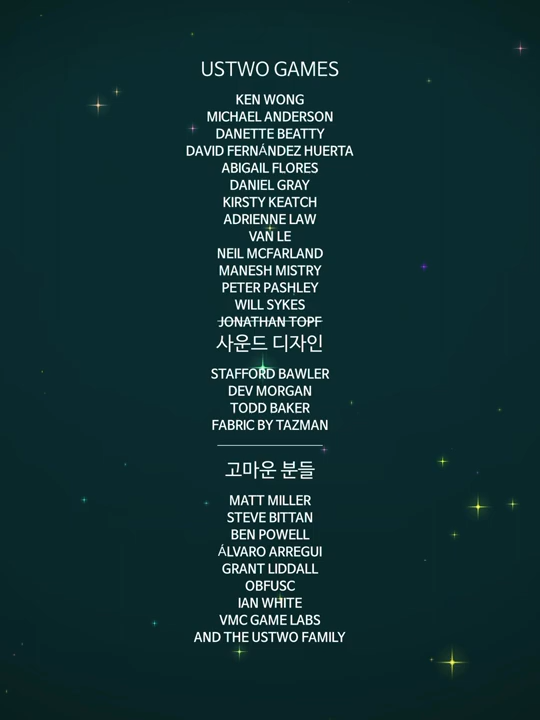 USTWO GAMES
KEN WONG
MICHAEL ANDERSON
DANETTE BEATTY
DAVID FERNÁNDEZ HUERTA
ABIGAIL FLORES
DANIEL GRAY
KIRSTY KEATCH
ADRIENNE LAW
VAN LE
NEIL MCFARLAND
MANESH MISTRY
PETER PASHLEY
WILL SYKES
JONATHAN TOPF
사운드 디자인
STAFFORD BAWLER
DEV MORGAN
TODD BAKER
FABRIC BY TAZMAN
고마운 분들
MATT MILLER
STEVE BITTAN
BEN POWELL
ÁLVARO ARREGUI
GRANT LIDDALL
OBFUSC
IAN WHITE
VMC GAME LABS
AND THE USTWO FAMILY